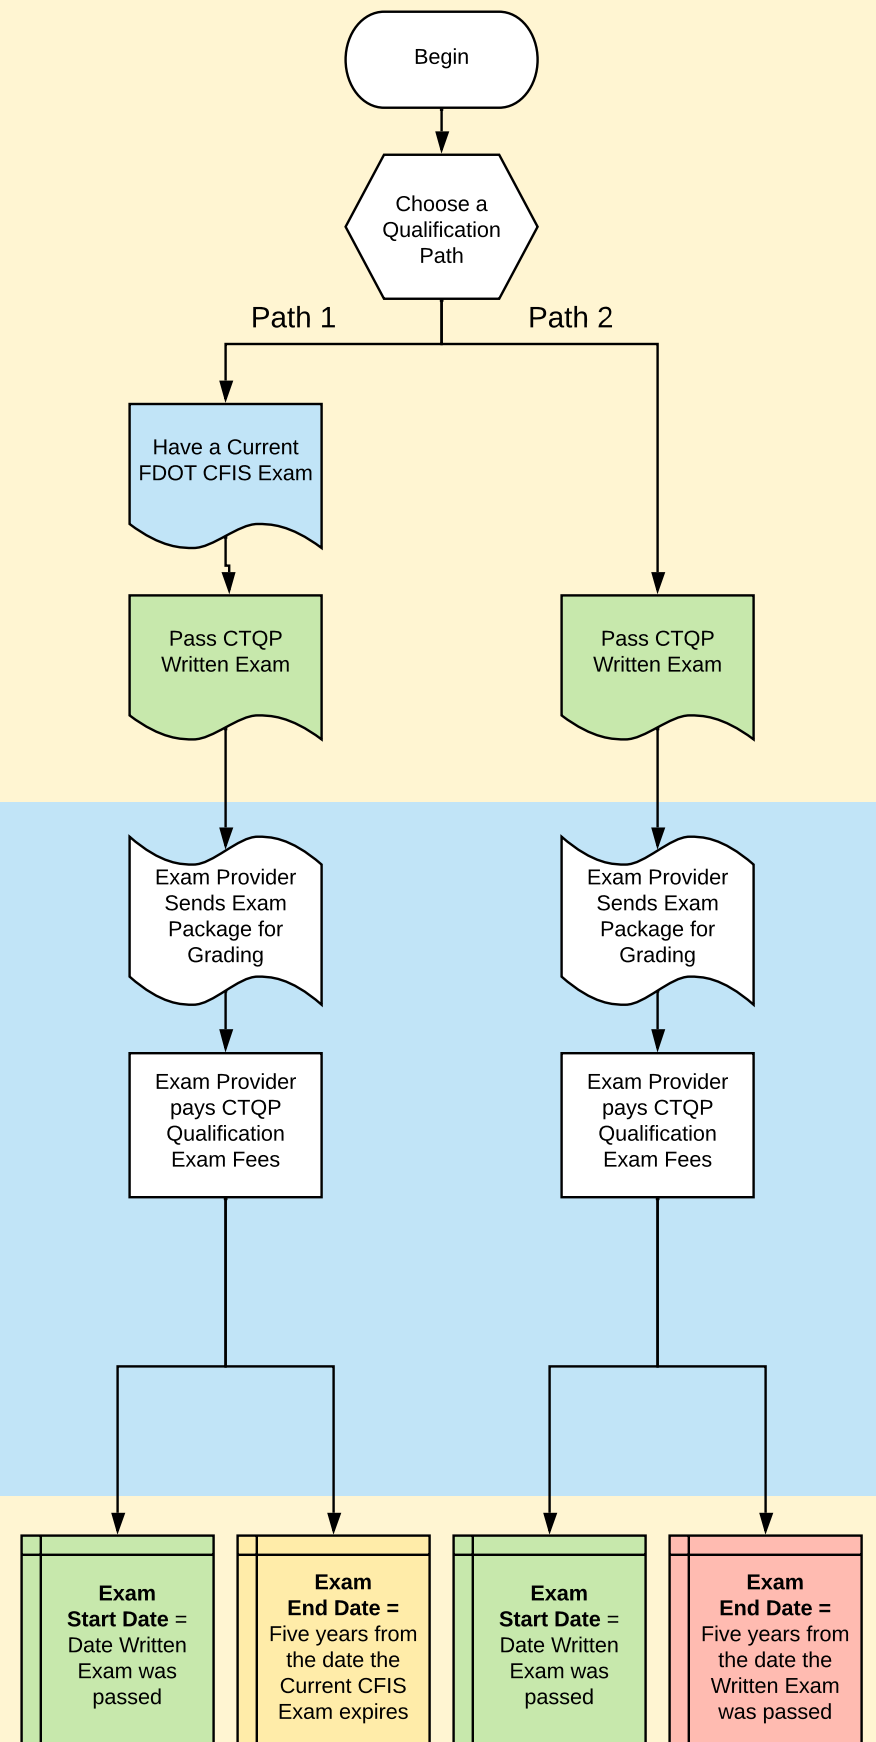 Begin
Choose a
Qualification
Path
Path 1
Path 2
Have a Current
FDOT CFIS Exam
Pass CTQP
Written Exam
Pass CTQP
Written Exam
Exam Provider
Sends Exam
Package for
Grading
Exam Provider
Sends Exam
Package for
Grading
Exam Provider
pays CTQP
Qualification
Exam Fees
Exam Provider
pays CTQP
Qualification
Exam Fees
Exam
Start Date =
Date Written
Exam was
passed
Exam
End Date =
Five years from
the date the
Current CFIS
Exam expires
Exam
Start Date =
Date Written
Exam was
passed
Exam
End Date =
Five years from
the date the
Written Exam
was passed